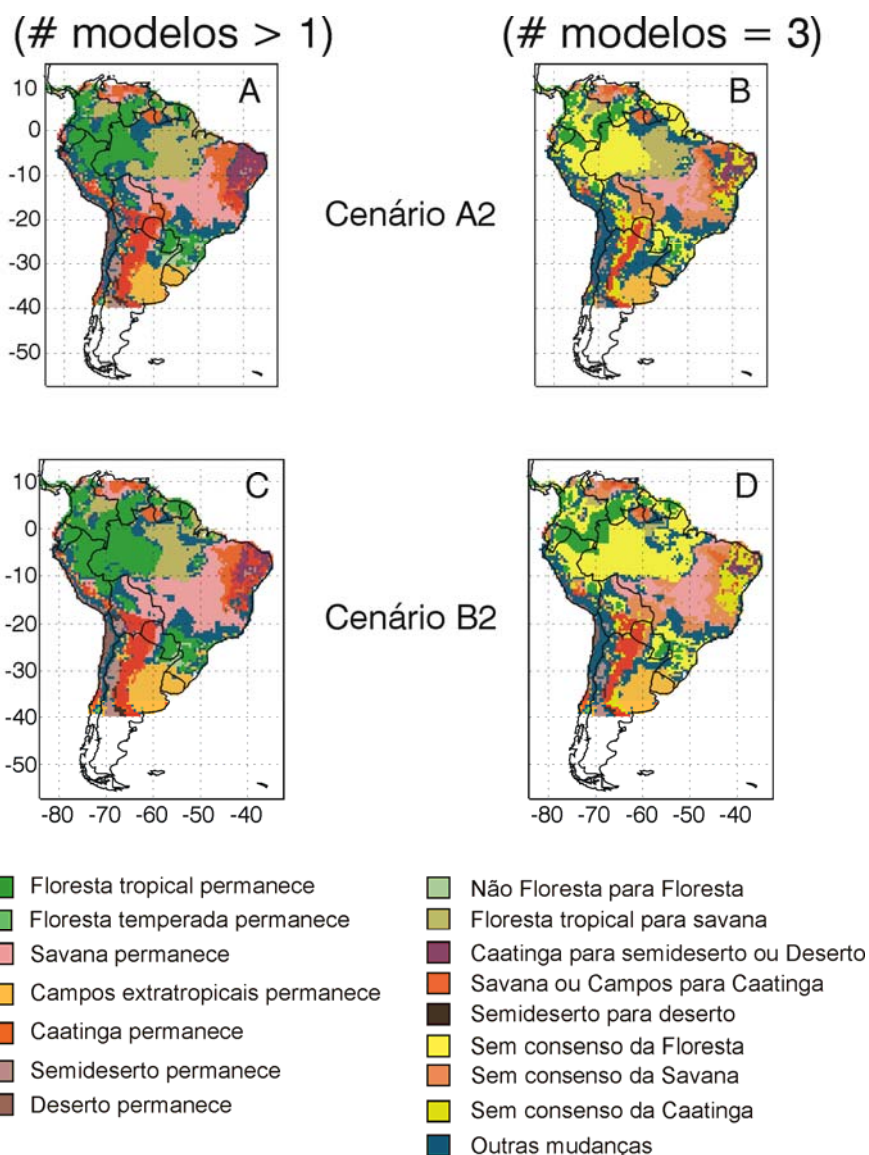 (# modelos > 1)
(# modelos = 3)
10
0
-10
-20
-30
-40
-50
A
B
Cenário A2
10
0
-10
-20
-30
-40
-50
C
D
Cenário B2
-80 -70 -60 -50 -40
-80 -70 -60 -50 -40
Floresta tropical permanece
Floresta temperada permanece
Savana permanece
Campos extratropicais permanece
Caatinga permanece
Semideserto permanece
Deserto permanece
Não Floresta para Floresta
Floresta tropical para savana
Caatinga para semideserto ou Deserto
Savana ou Campos para Caatinga
Semideserto para deserto
Sem consenso da Floresta
Sem consenso da Savana
Sem consenso da Caatinga
Outras mudanças